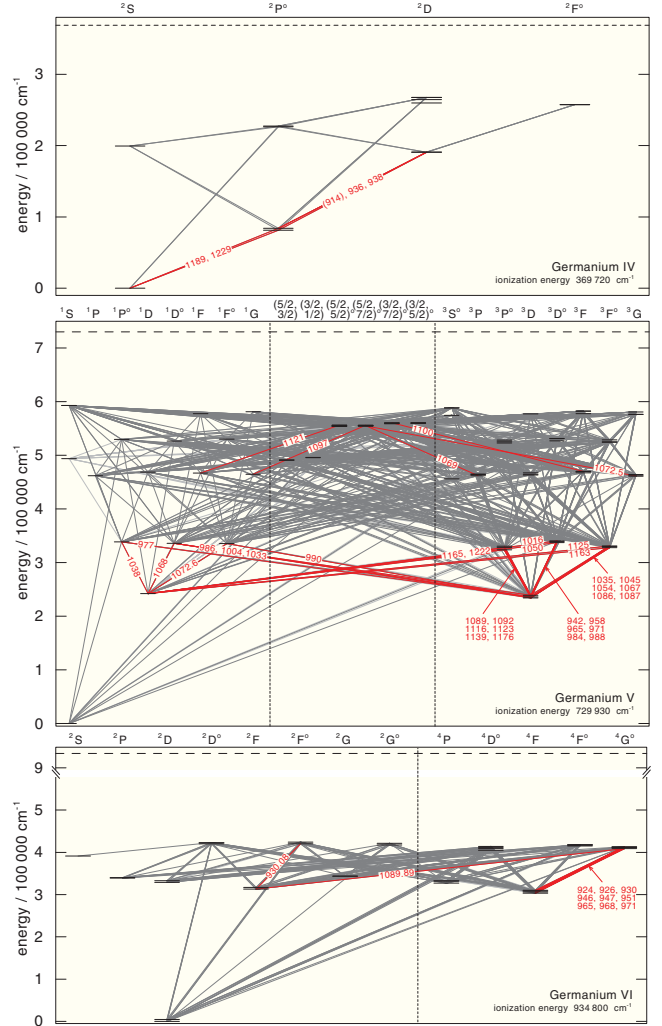 ²S ²P° ²D ²F°
energy / 100 000 cm⁻¹
3
2
1
0
(914), 936, 938
1189, 1229
Germanium IV
ionization energy 369 720 cm⁻¹
¹S ¹P ¹P° ¹D ¹D° ¹F ¹F° ¹G (5/2, 3/2)° (3/2, 1/2)° (5/2, 5/2)° (5/2, 7/2)° (3/2, 7/2)° (3/2, 5/2)° ³S° ³P ³P° ³D ³D° ³F ³F° ³G
energy / 100 000 cm⁻¹
7
6
5
4
3
2
1
0
1121
1097
1099
1072.5
977
986, 1004, 1033
990
1038
1068
1072.6
1165, 1222
1016
1050
1125
1183
1035, 1045
1054, 1067
1086, 1087
1089, 1092
1116, 1123
1139, 1176
942, 958
965, 971
984, 988
Germanium V
ionization energy 729 930 cm⁻¹
²S ²P ²D ²D° ²F ²F° ²G ²G° ⁴P ⁴D° ⁴F ⁴F° ⁴G°
energy / 100 000 cm⁻¹
9
5
4
3
2
1
0
930.08
1089.89
924, 926, 930
946, 947, 951
965, 968, 971
Germanium VI
ionization energy 934 800 cm⁻¹